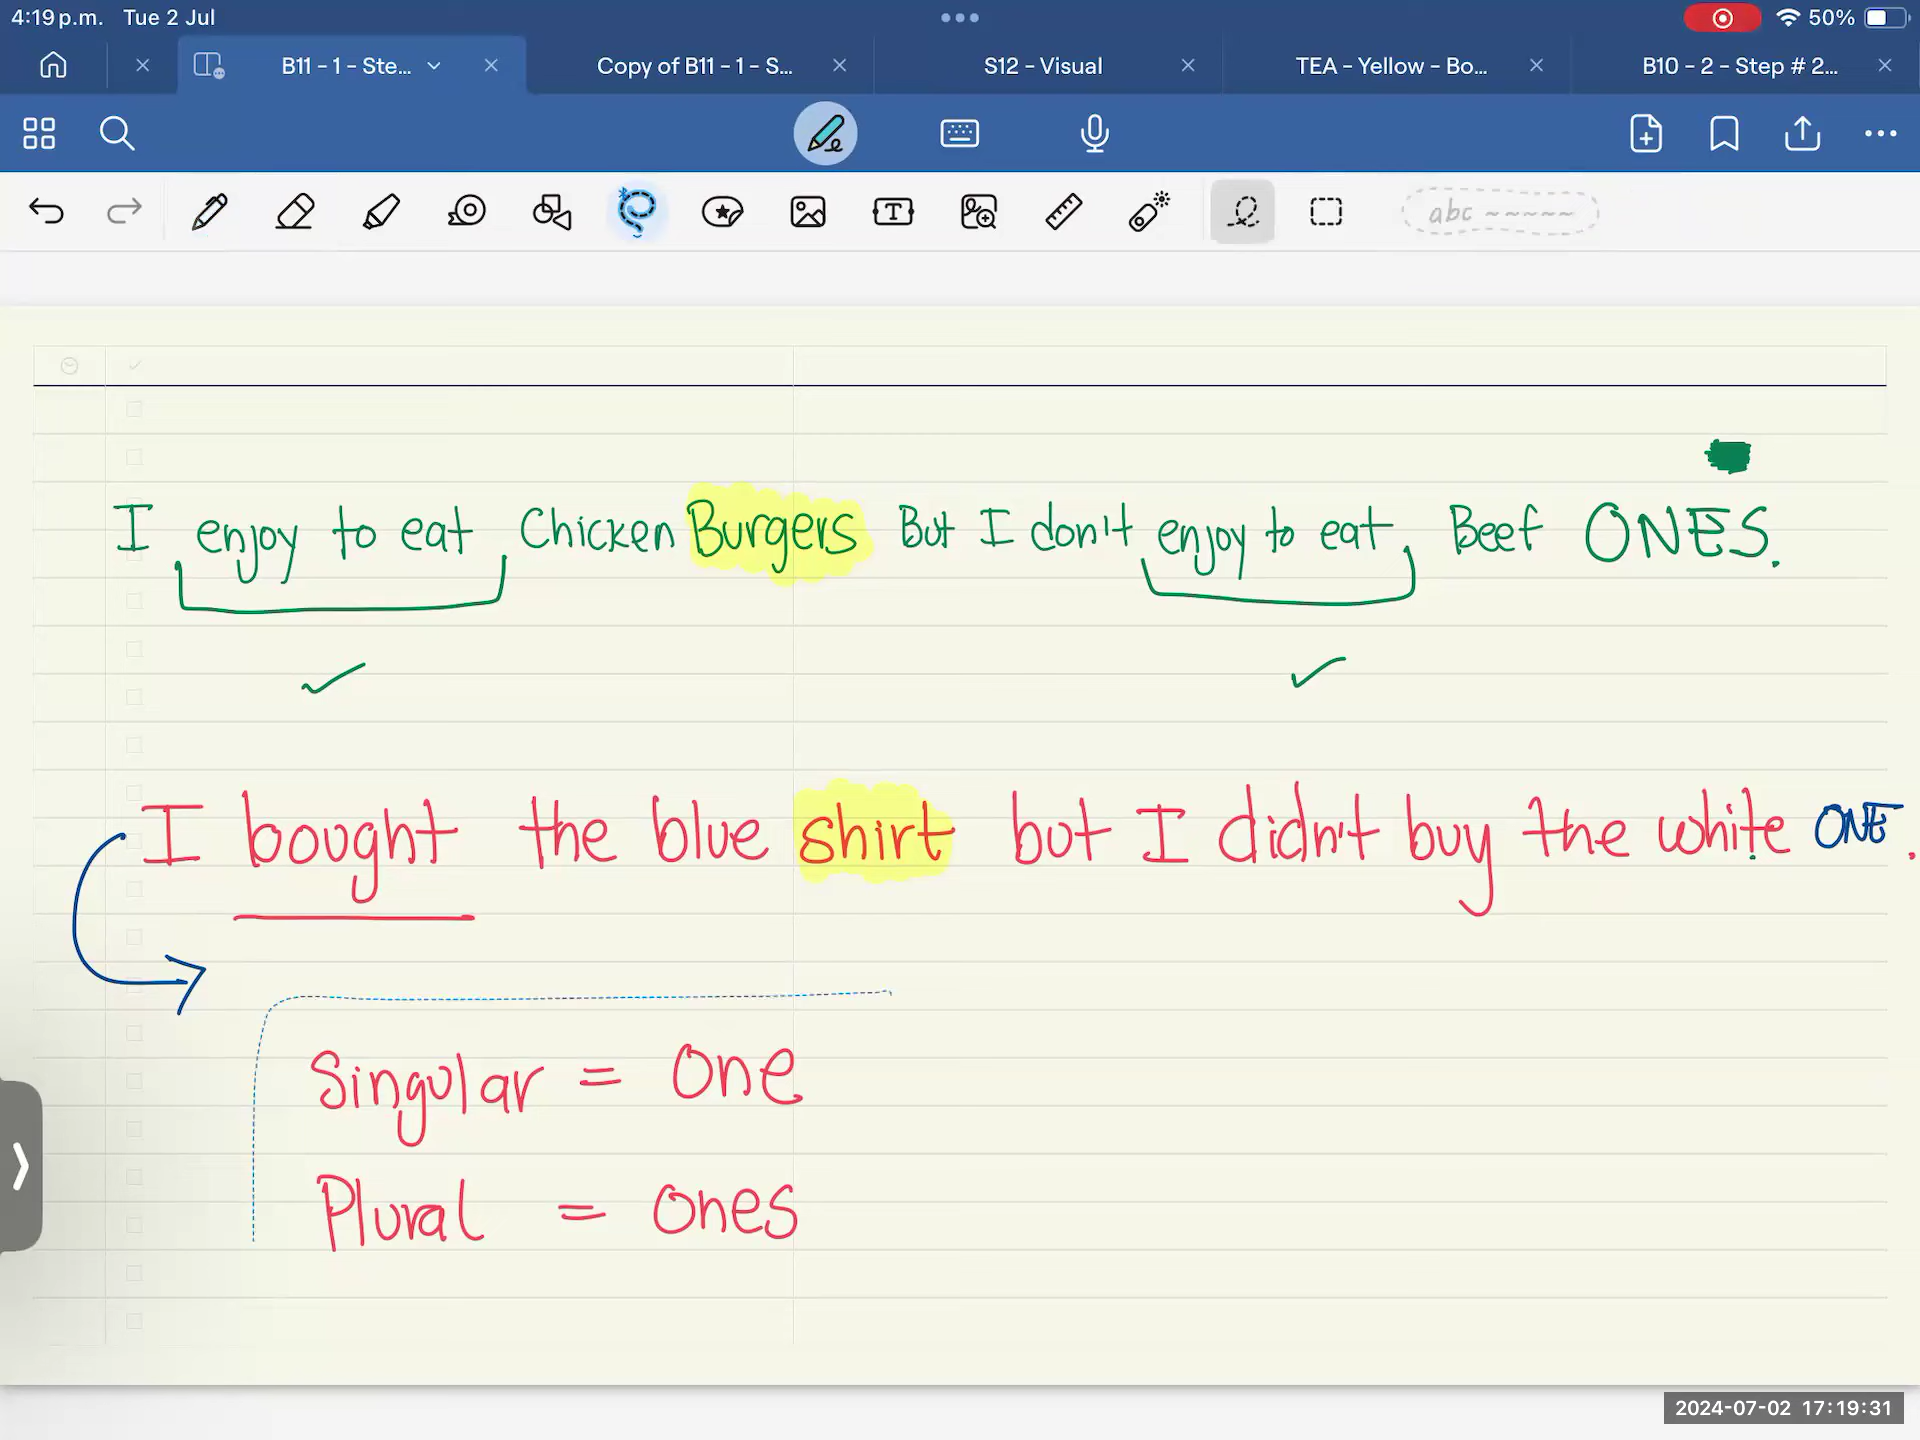 4:19 p.m. Tue 2 Jul
50%
B11 - 1 - Ste...
Copy of B11 - 1 - S...
S12 - Visual
TEA - Yellow - Bo...
B10 - 2 - Step # 2...
T
abc ~~~~~
I enjoy to eat Chicken Burgers But I don't enjoy to eat Beef ONES.
I bought the blue shirt but I didn't buy the white ONE.
Singular = One
Plural = Ones
2024-07-02 17:19:31